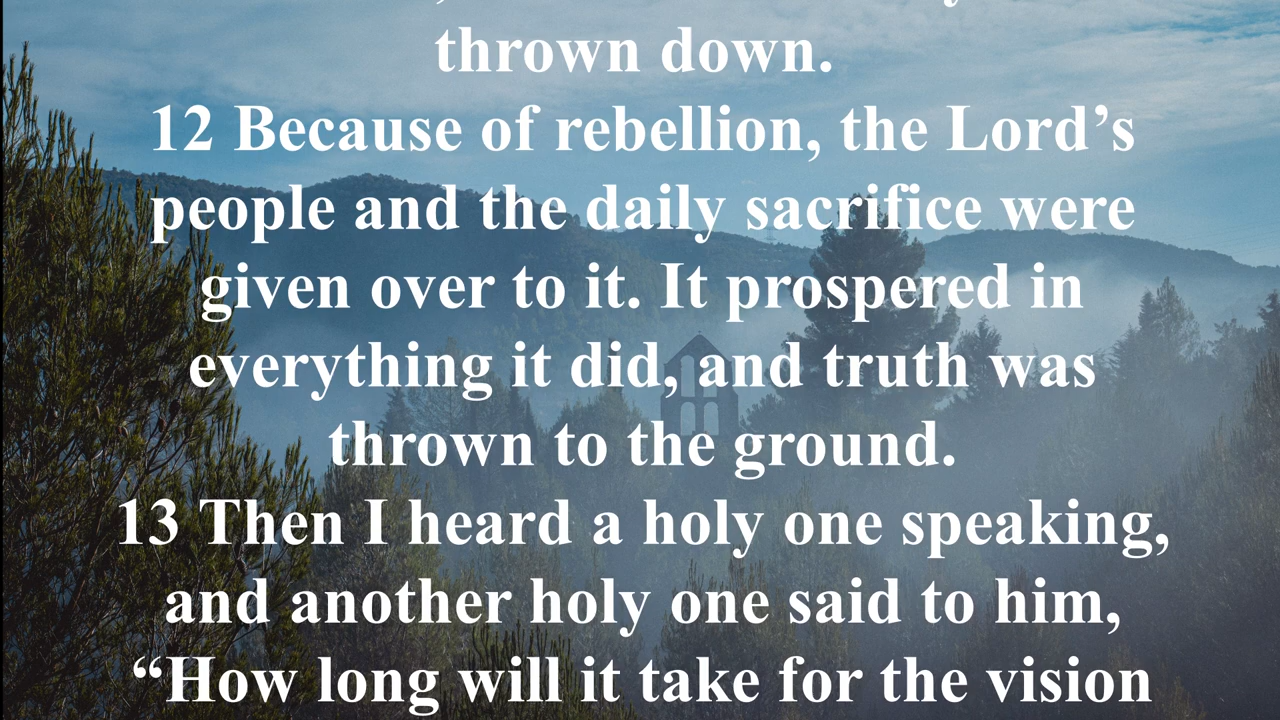 thrown down.
12 Because of rebellion, the Lord’s
people and the daily sacrifice were
given over to it. It prospered in
everything it did, and truth was
thrown to the ground.
13 Then I heard a holy one speaking,
and another holy one said to him,
“How long will it take for the vision